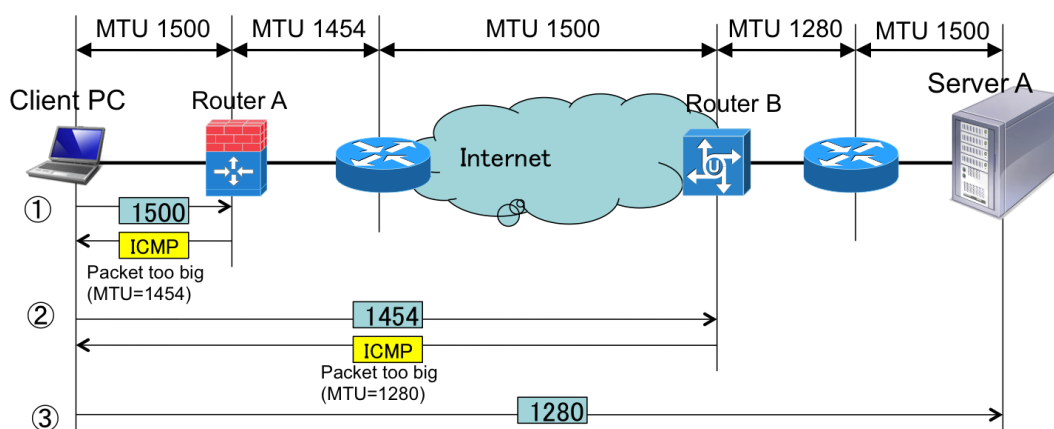 MTU 1500
MTU 1454
MTU 1500
MTU 1280
MTU 1500
Client PC
Router A
Router B
Server A
Internet
U
① 1500
ICMP
Packet too big
(MTU=1454)
② 1454
ICMP
Packet too big
(MTU=1280)
③ 1280